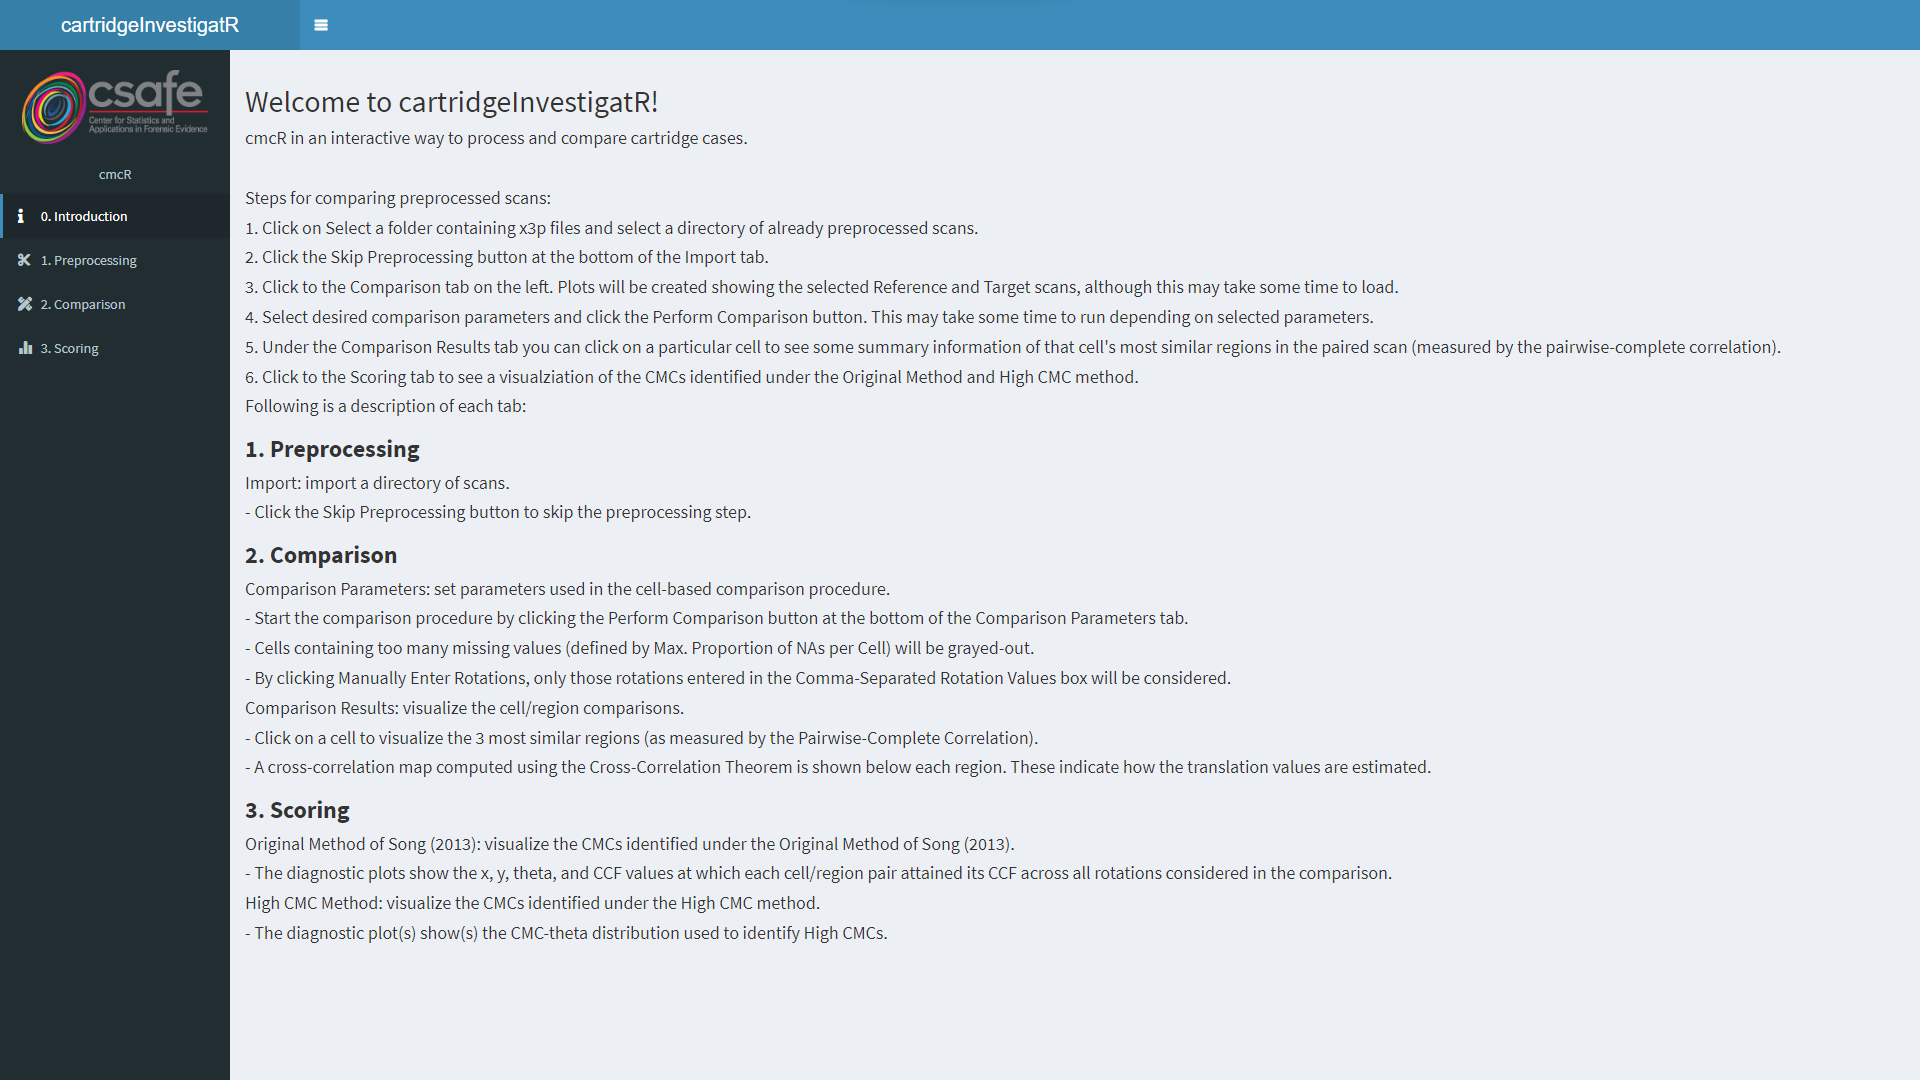 cartridgeInvestigatR
csafe
Center for Statistics and
Applications in Forensic Evidence
cmcR
0. Introduction
1. Preprocessing
2. Comparison
3. Scoring
Welcome to cartridgeInvestigatR!
cmcR in an interactive way to process and compare cartridge cases.
Steps for comparing preprocessed scans:
1. Click on Select a folder containing x3p files and select a directory of already preprocessed scans.
2. Click the Skip Preprocessing button at the bottom of the Import tab.
3. Click to the Comparison tab on the left. Plots will be created showing the selected Reference and Target scans, although this may take some time to load.
4. Select desired comparison parameters and click the Perform Comparison button. This may take some time to run depending on selected parameters.
5. Under the Comparison Results tab you can click on a particular cell to see some summary information of that cell's most similar regions in the paired scan (measured by the pairwise-complete correlation).
6. Click to the Scoring tab to see a visualziation of the CMCs identified under the Original Method and High CMC method.
Following is a description of each tab:
1. Preprocessing
Import: import a directory of scans.
- Click the Skip Preprocessing button to skip the preprocessing step.
2. Comparison
Comparison Parameters: set parameters used in the cell-based comparison procedure.
- Start the comparison procedure by clicking the Perform Comparison button at the bottom of the Comparison Parameters tab.
- Cells containing too many missing values (defined by Max. Proportion of NAs per Cell) will be grayed-out.
- By clicking Manually Enter Rotations, only those rotations entered in the Comma-Separated Rotation Values box will be considered.
Comparison Results: visualize the cell/region comparisons.
- Click on a cell to visualize the 3 most similar regions (as measured by the Pairwise-Complete Correlation).
- A cross-correlation map computed using the Cross-Correlation Theorem is shown below each region. These indicate how the translation values are estimated.
3. Scoring
Original Method of Song (2013): visualize the CMCs identified under the Original Method of Song (2013).
- The diagnostic plots show the x, y, theta, and CCF values at which each cell/region pair attained its CCF across all rotations considered in the comparison.
High CMC Method: visualize the CMCs identified under the High CMC method.
- The diagnostic plot(s) show(s) the CMC-theta distribution used to identify High CMCs.